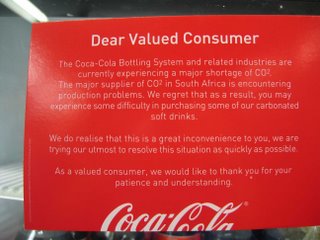 Dear Valued Consumer
The Coca-Cola Bottling System and related industries are
currently experiencing a major shortage of CO².
The major supplier of CO² in South Africa is encountering
production problems. We regret that as a result, you may
experience some difficulty in purchasing some of our carbonated
soft drinks.
We do realise that this is a great inconvenience to you, we are
trying our utmost to resolve this situation as quickly as possible.
As a valued consumer, we would like to thank you for your
patience and understanding.
Coca-Cola®